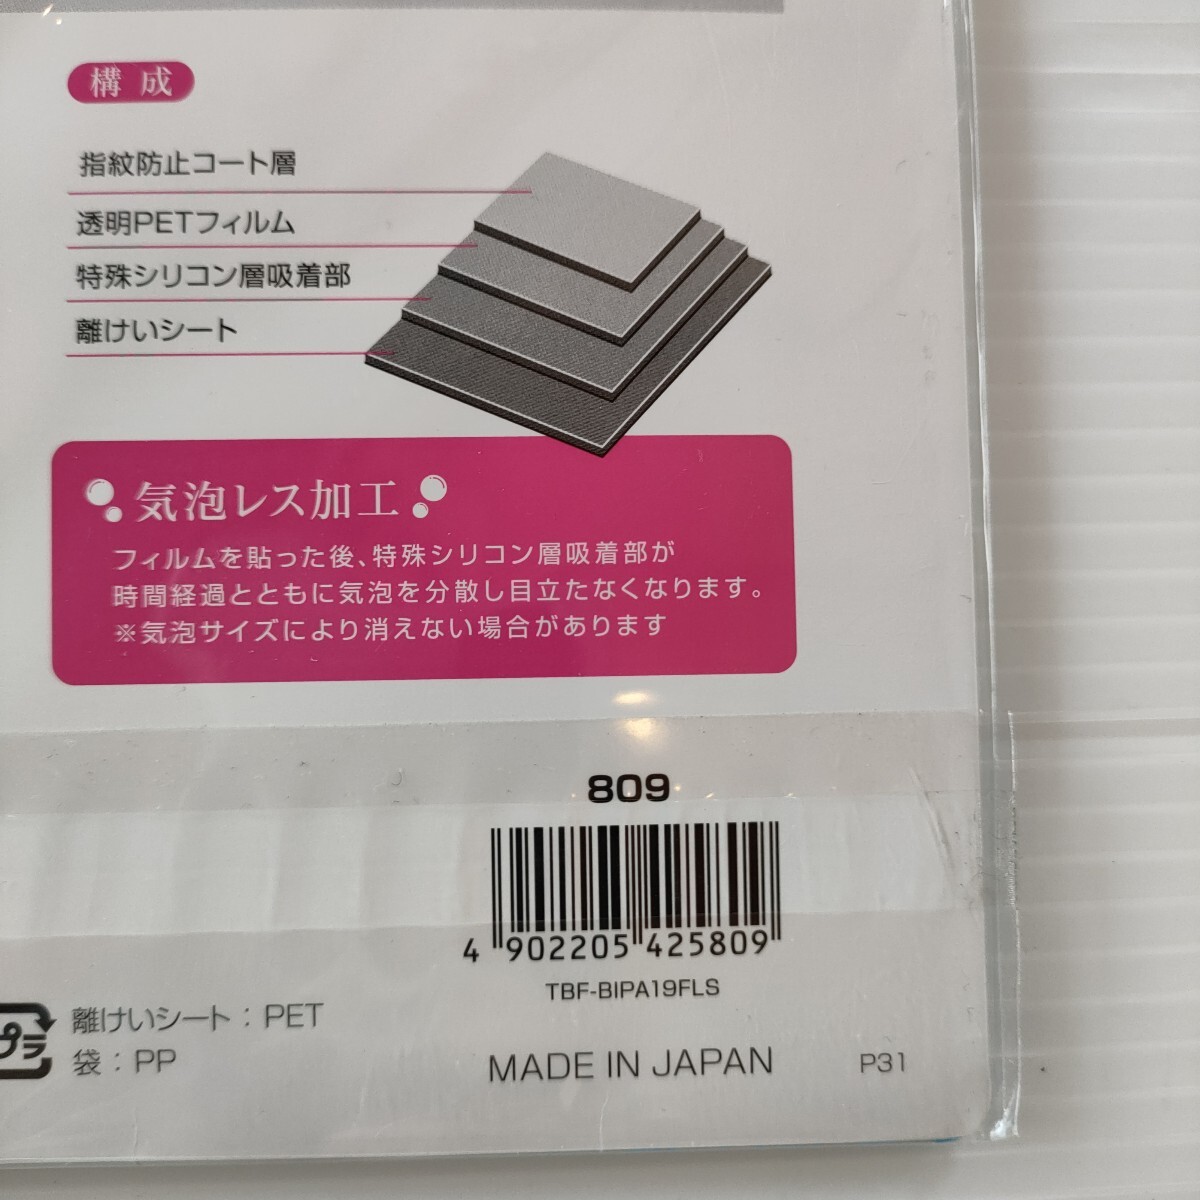 構成
指紋防止コート層
透明PETフィルム
特殊シリコン層吸着部
離けいシート
気泡レス加工
フィルムを貼った後、特殊シリコン層吸着部が
時間経過とともに気泡を分散し目立たなくなります。
※気泡サイズにより消えない場合があります
809
4 902205 425809
TBF-BIPA19FLS
プラ
離けいシート：PET
袋：PP
MADE IN JAPAN
P31